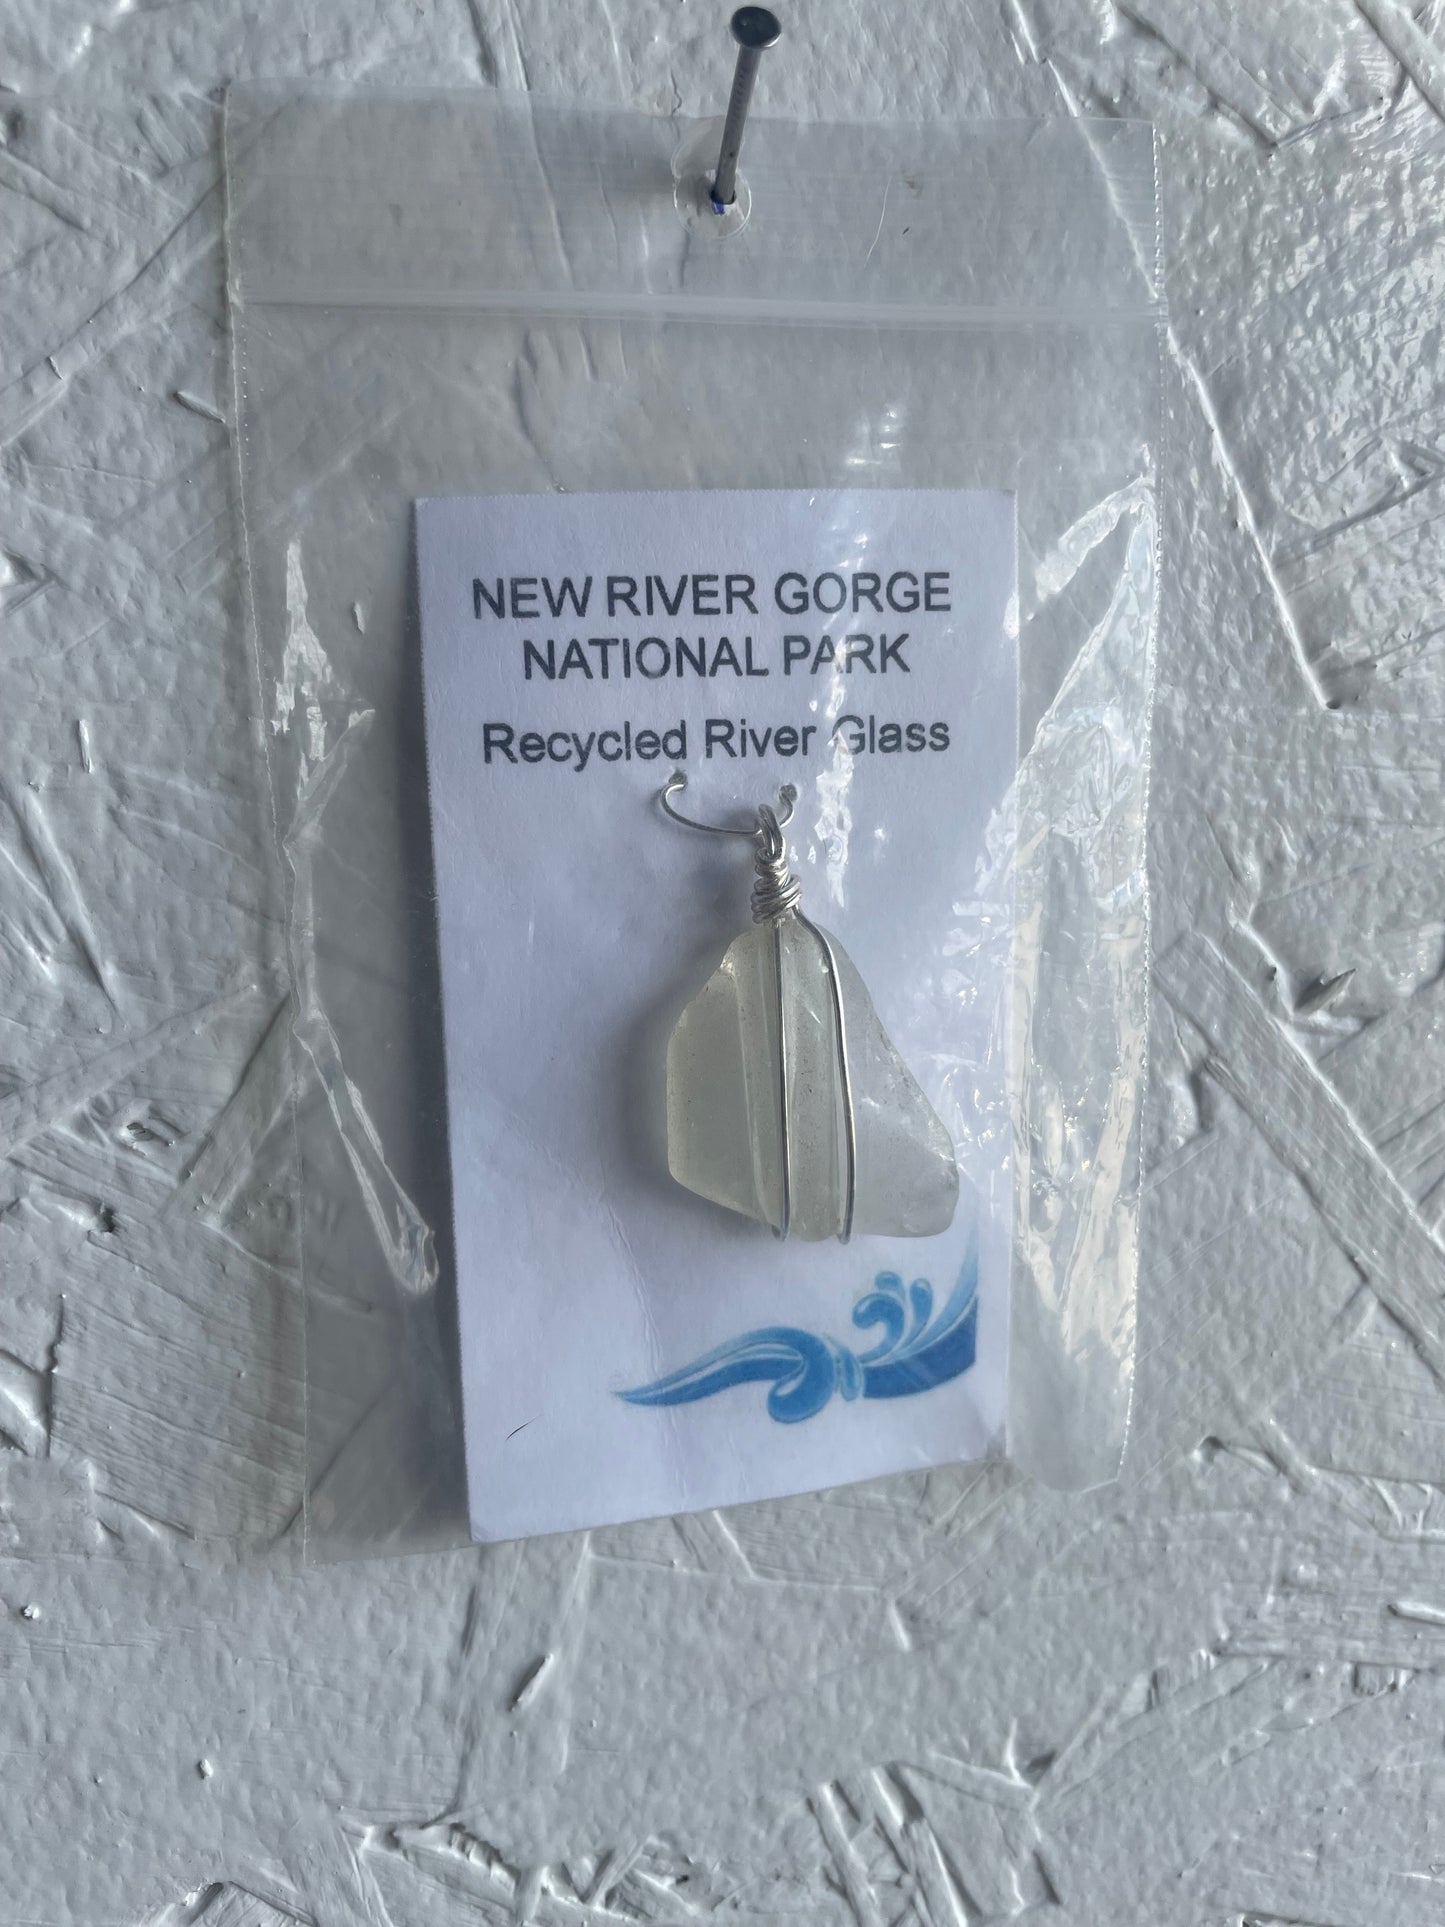 NEW RIVER GORGE
NATIONAL PARK
Recycled River Glass